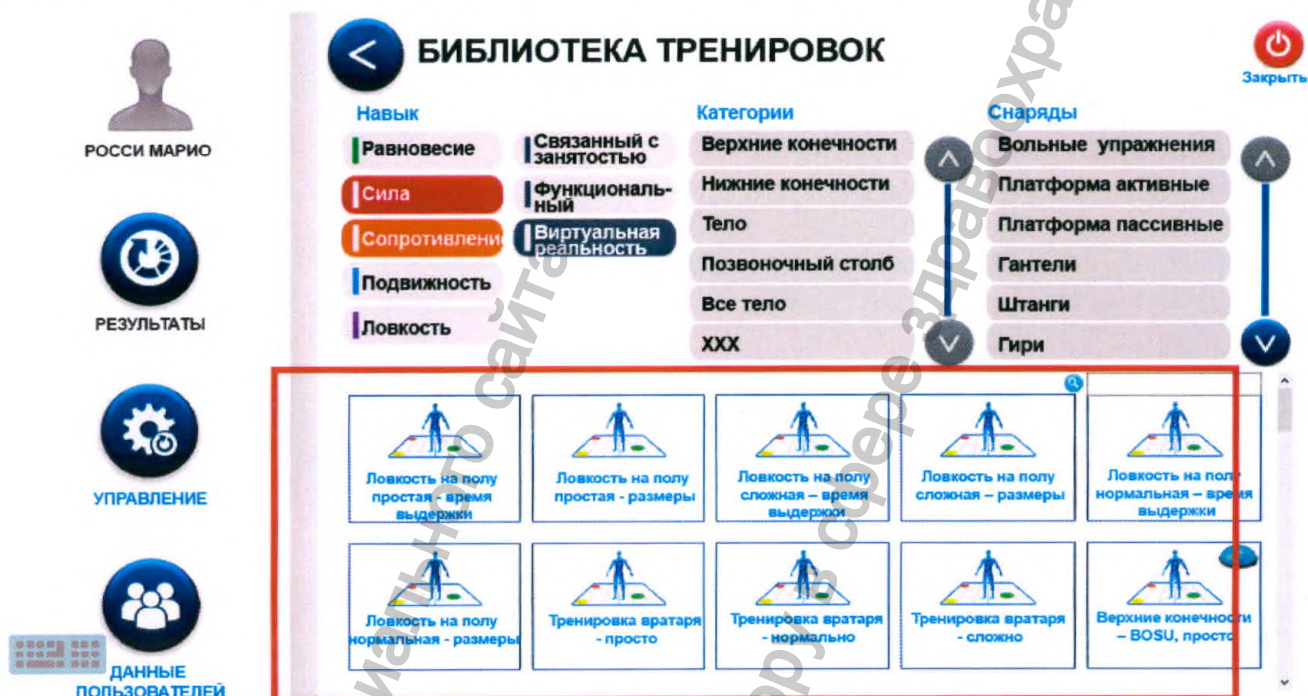 БИБЛИОТЕКА ТРЕНИРОВОК
Закрыть
РОССИ МАРИО
РЕЗУЛЬТАТЫ
УПРАВЛЕНИЕ
ДАННЫЕ
ПОЛЬЗОВАТЕЛЕЙ
Навык
Равновесие
Сила
Сопротивление
Подвижность
Ловкость
Связанный с
занятостью
Функциональ-
ный
Виртуальная
реальность
Категории
Верхние конечности
Нижние конечности
Тело
Позвоночный столб
Все тело
XXX
Снаряды
Вольные упражнения
Платформа активные
Платформа пассивные
Гантели
Штанги
Гири
Ловкость на полу
простая - время
выдержки
Ловкость на полу
простая - размеры
Ловкость на полу
сложная – время
выдержки
Ловкость на полу
сложная – размеры
Ловкость на полу
нормальная – время
выдержки
Ловкость на полу
нормальная - размеры
Тренировка вратаря
- просто
Тренировка вратаря
- нормально
Тренировка вратаря
- сложно
Верхние конечности
– BOSU, просто
сайта
в сфере здравоохра